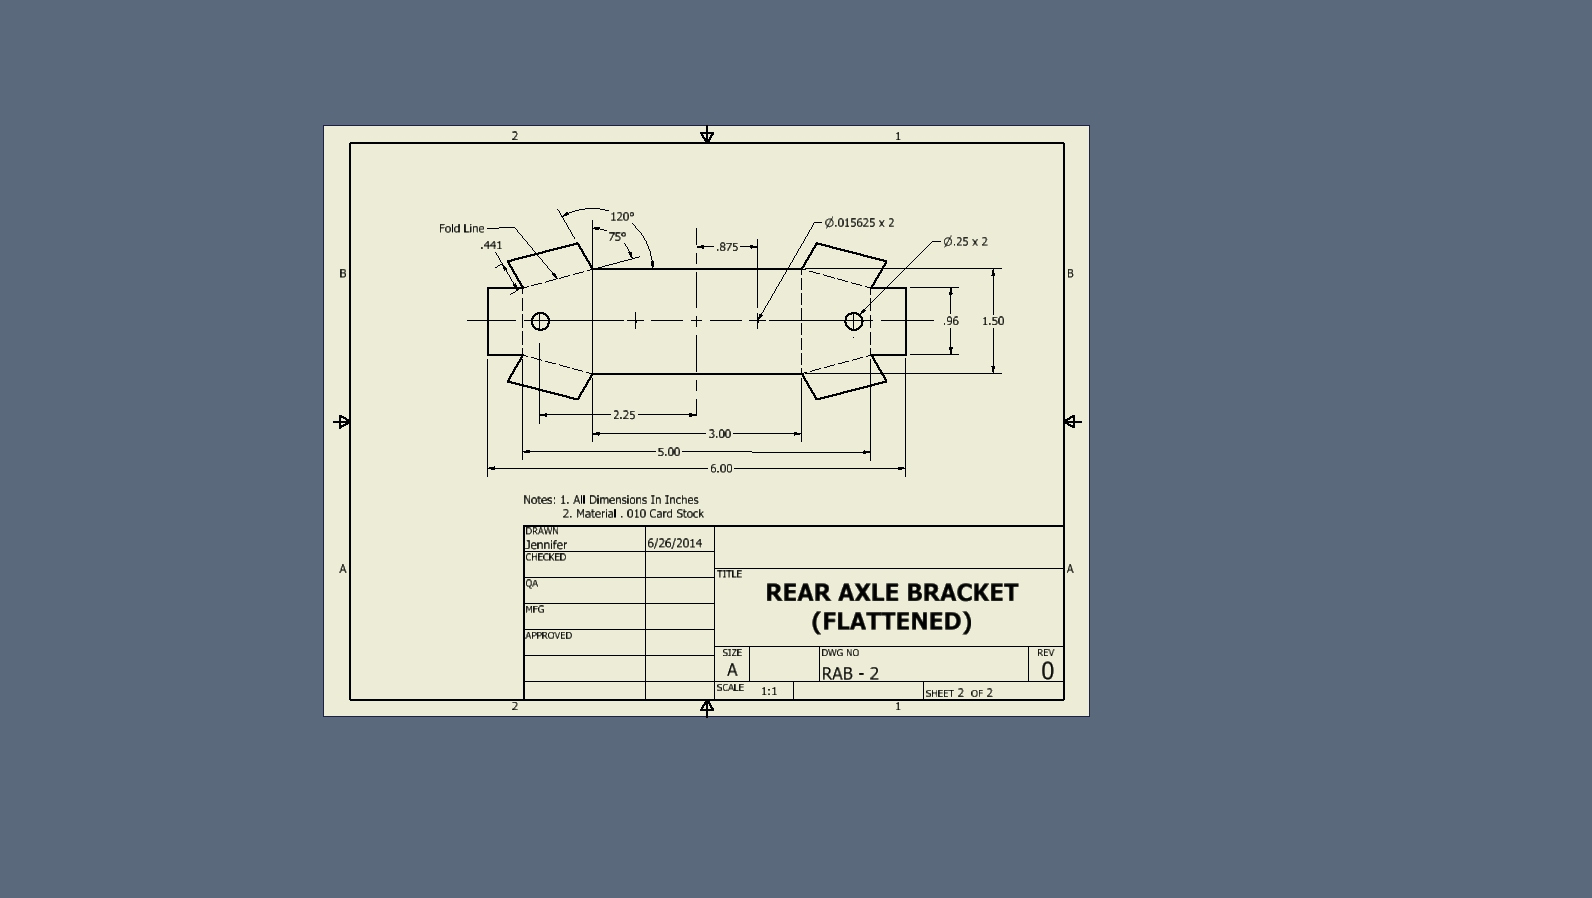 2 1
120°
Fold Line
Ø.015625 x 2
75°
.441
.875
Ø.25 x 2
B B
.96 1.50
2.25
3.00
5.00
6.00
Notes: 1. All Dimensions In Inches
2. Material . 010 Card Stock
DRAWN
Jennifer 6/26/2014
CHECKED
A A
TITLE
QA
REAR AXLE BRACKET
MFG
(FLATTENED)
APPROVED
SIZE DWG NO REV
A RAB - 2 0
SCALE 1:1 SHEET 2 OF 2
2 1